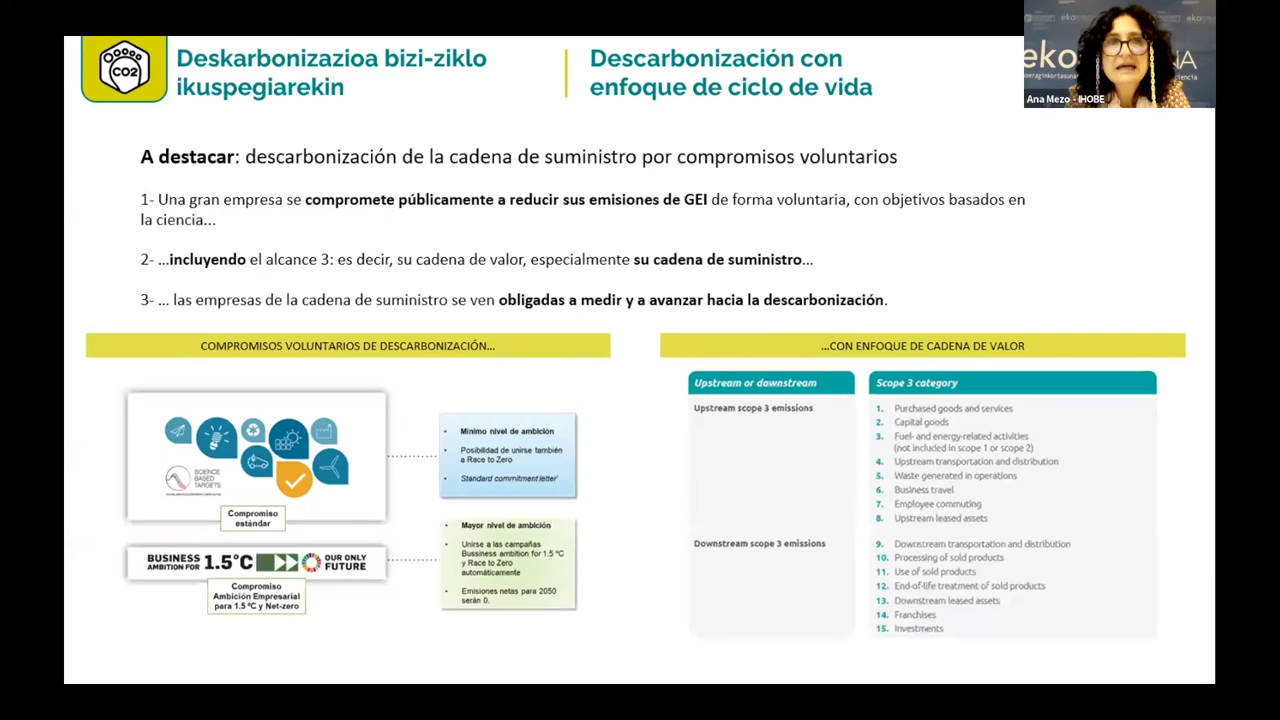 CO2
Deskarbonizazioa bizi-ziklo
ikuspegiarekin
Descarbonización con
enfoque de ciclo de vida
eko
Ana Mezo - IHOBE
A destacar: descarbonización de la cadena de suministro por compromisos voluntarios
1- Una gran empresa se compromete públicamente a reducir sus emisiones de GEI de forma voluntaria, con objetivos basados en
la ciencia...
2- ...incluyendo el alcance 3: es decir, su cadena de valor, especialmente su cadena de suministro...
3- ... las empresas de la cadena de suministro se ven obligadas a medir y a avanzar hacia la descarbonización.
COMPROMISOS VOLUNTARIOS DE DESCARBONIZACIÓN...
SCIENCE
BASED
TARGETS
Compromiso
estándar
BUSINESS
AMBITION FOR 1.5°C
OUR ONLY
FUTURE
Compromiso
Ambición Empresarial
para 1.5 ºC y Net-zero
• Mínimo nivel de ambición
• Posibilidad de unirse también
a Race to Zero
• Standard commitment letter
• Mayor nivel de ambición
• Unirse a las campañas
Bussiness ambition for 1.5 ºC
y Race to Zero
automáticamente
• Emisiones netas para 2050
serán 0.
...CON ENFOQUE DE CADENA DE VALOR
Upstream or downstream
Scope 3 category
Upstream scope 3 emissions
1. Purchased goods and services
2. Capital goods
3. Fuel- and energy-related activities
(not included in scope 1 or scope 2)
4. Upstream transportation and distribution
5. Waste generated in operations
6. Business travel
7. Employee commuting
8. Upstream leased assets
Downstream scope 3 emissions
9. Downstream transportation and distribution
10. Processing of sold products
11. Use of sold products
12. End-of-life treatment of sold products
13. Downstream leased assets
14. Franchises
15. Investments